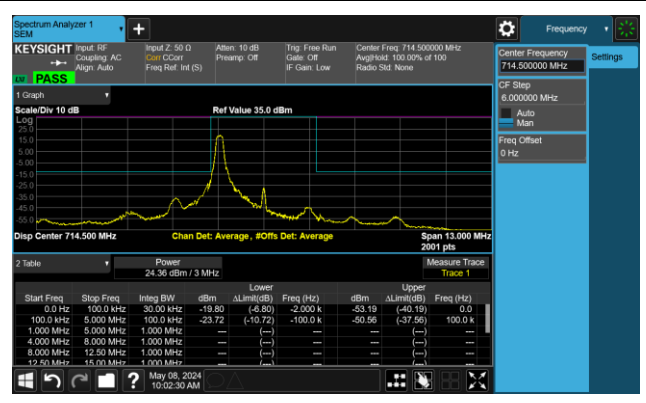 Spectrum Analyzer 1
SEM
Frequency
KEYSIGHT
Input: RF
Coupling: AC
Align: Auto
Input Z: 50 Ω
Corr CCorr
Freq Ref: Int (S)
Atten: 10 dB
Preamp: Off
Trig: Free Run
Gate: Off
IF Gain: Low
Center Freq: 714.500000 MHz
Avg|Hold: 100.00% of 100
Radio Std: None
LW PASS
Center Frequency
714.500000 MHz
Settings
CF Step
6.000000 MHz
Auto
Man
Freq Offset
0 Hz
1 Graph
Scale/Div 10 dB
Ref Value 35.0 dBm
Log
25.0
15.0
5.00
-5.00
-15.0
-25.0
-35.0
-45.0
-55.0
Disp Center 714.500 MHz
Chan Det: Average, #Offs Det: Average
Span 13.000 MHz
2001 pts
2 Table
Power
24.36 dBm / 3 MHz
Measure Trace
Trace 1
Lower Upper
Start Freq Stop Freq Integ BW dBm ΔLimit(dB) Freq (Hz) dBm ΔLimit(dB) Freq (Hz)
0.0 Hz 100.0 kHz 30.00 kHz -19.80 (-6.80) -2.000 k -53.19 (-40.19) 0.0
100.0 kHz 5.000 MHz 100.0 kHz -23.72 (-10.72) -100.0 k -50.56 (-37.56) 100.0 k
1.000 MHz 5.000 MHz 1.000 MHz --- (---) --- --- (---) ---
4.000 MHz 8.000 MHz 1.000 MHz --- (---) --- --- (---) ---
8.000 MHz 12.50 MHz 1.000 MHz --- (---) --- --- (---) ---
12.50 MHz 15.00 MHz 1.000 MHz --- (---) --- --- (---) ---
? May 08, 2024
10:02:30 AM